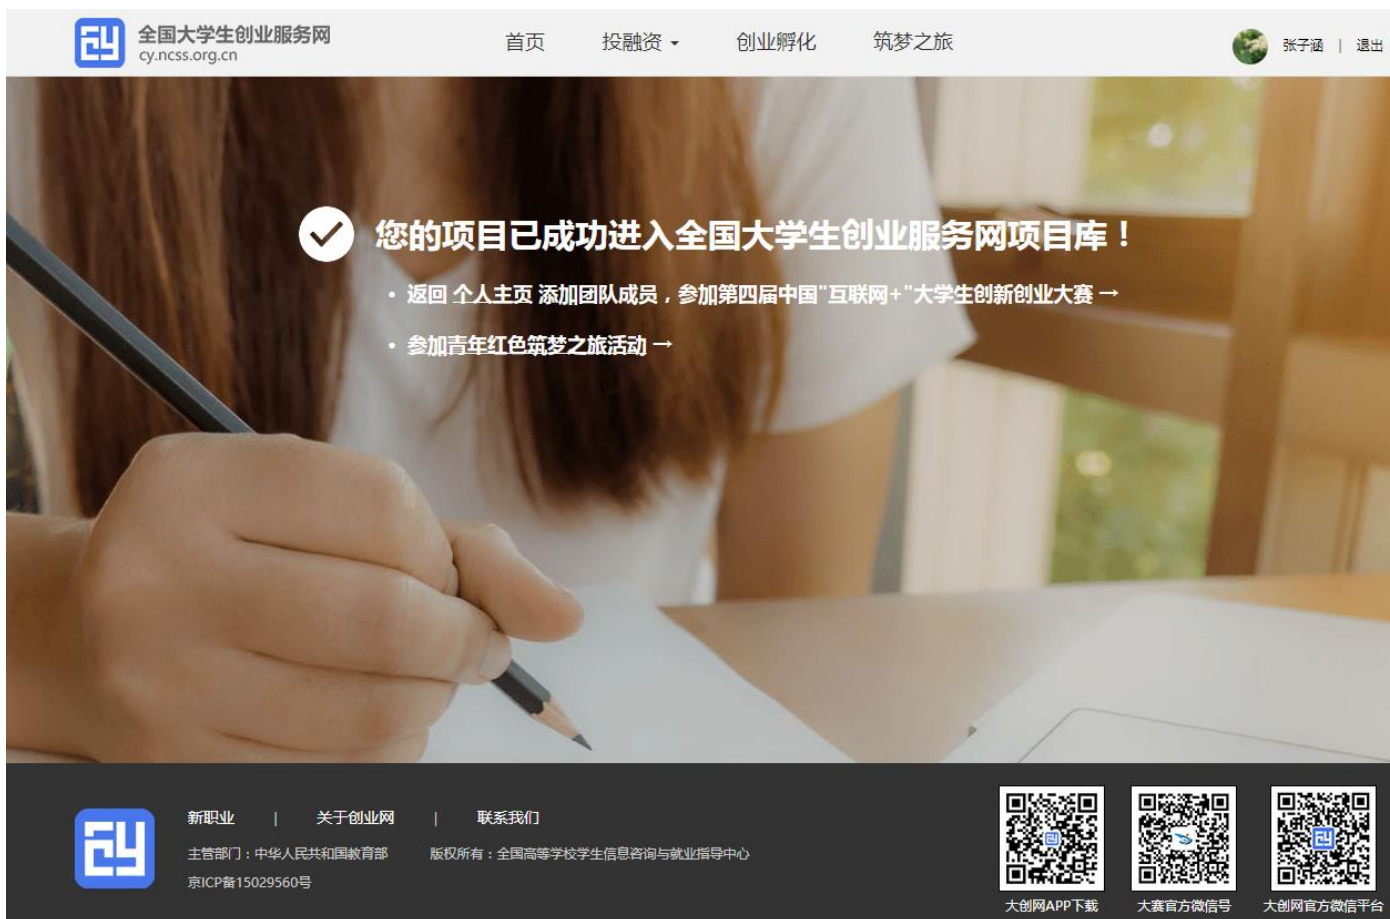 全国大学生创业服务网
cy.ncss.org.cn
首页 投融资 创业孵化 筑梦之旅
张子涵 | 退出
您的项目已成功进入全国大学生创业服务网项目库！
• 返回 个人主页 添加团队成员，参加第四届中国"互联网+"大学生创新创业大赛 →
• 参加青年红色筑梦之旅活动 →
新职业 | 关于创业网 | 联系我们
主管部门：中华人民共和国教育部 版权所有：全国高等学校学生信息咨询与就业指导中心
京ICP备15029560号
大创网APP下载 大赛官方微信号 大创网官方微信平台